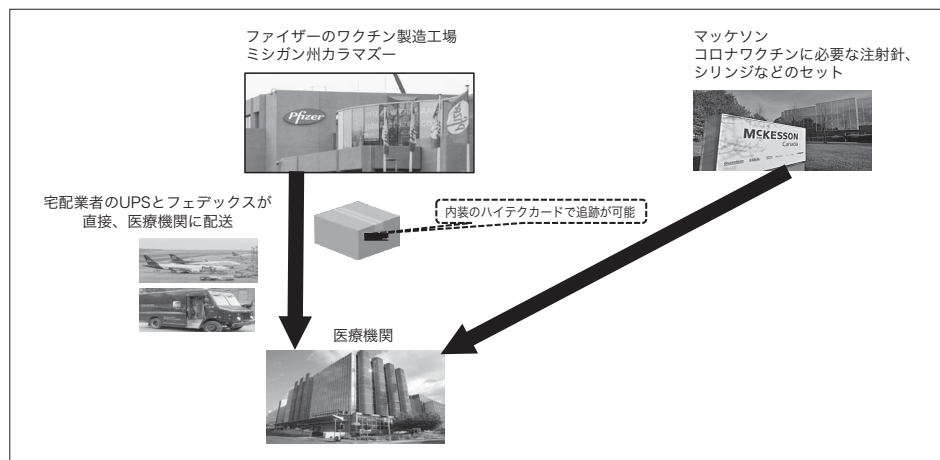 ファイザーのワクチン製造工場
ミシガン州カラマズー
Pfizer
Pfizer
マッケソン
コロナワクチンに必要な注射針、
シリンジなどのセット
MCKESSON
Canada
宅配業者のUPSとフェデックスが
直接、医療機関に配送
内装のハイテクカードで追跡が可能
医療機関